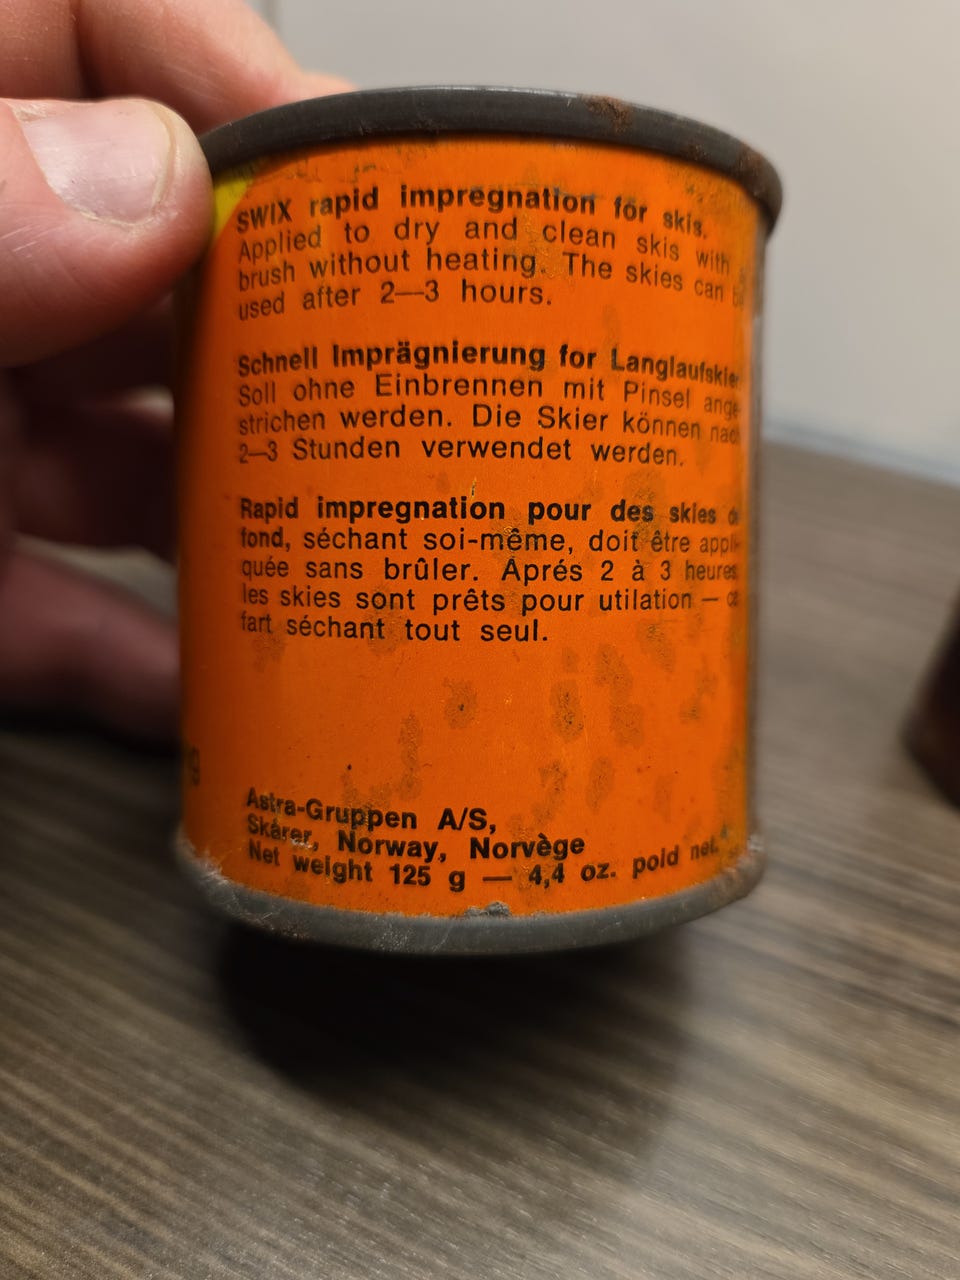 SWIX rapid impregnation for skis.
Applied to dry and clean skis with
brush without heating. The skies can
used after 2—3 hours.
Schnell Imprägnierung for Langlaufskier
Soll ohne Einbrennen mit Pinsel ange-
strichen werden. Die Skier können nach
2—3 Stunden verwendet werden.
Rapid impregnation pour des skies
fond, séchant soi-même, doit être appli-
quée sans brûler. Aprés 2 à 3 heures
les skies sont prêts pour utilation —
fart séchant tout seul.
Astra-Gruppen A/S,
Skårer, Norway, Norvège
Net weight 125 g — 4,4 oz. poid net.